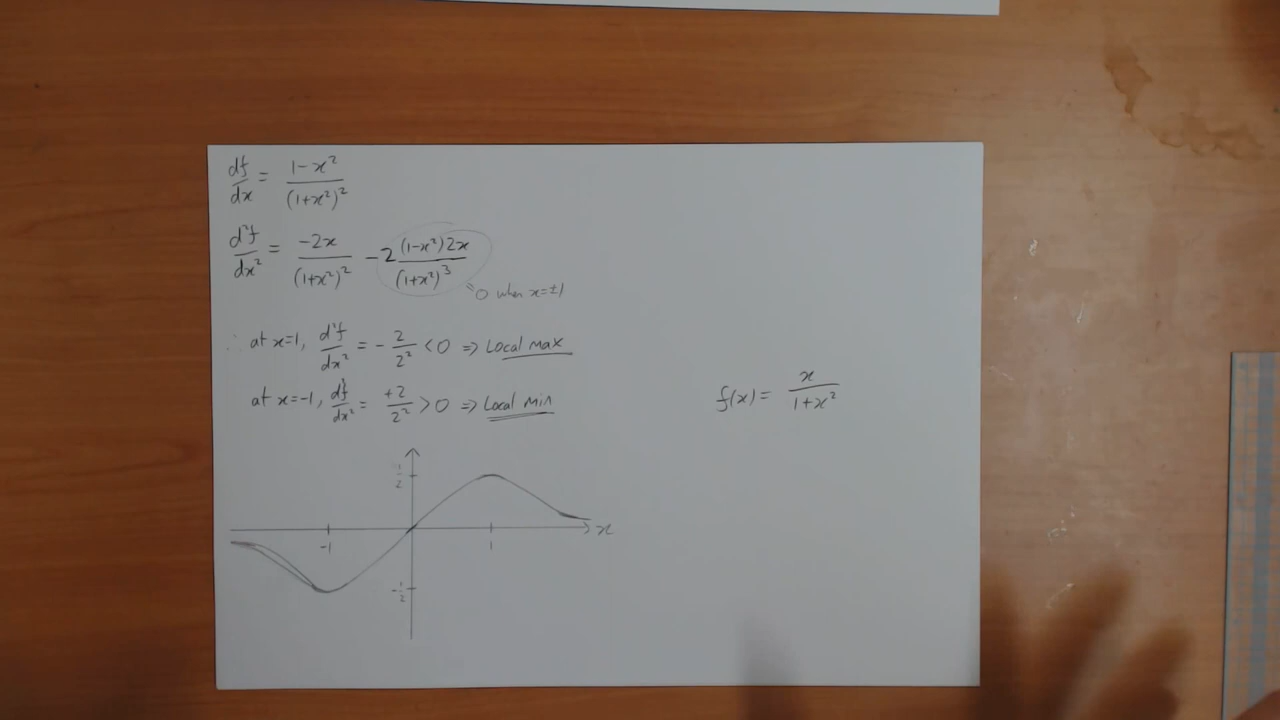 df/dx = (1-x²)/(1+x²)²
d²f/dx² = -2x/(1+x²)² - 2 (1-x²)2x/(1+x²)³
"0 when x=±1
∴ at x=1, d²f/dx² = - 2/2² < 0 => Local max
at x=-1, d²f/dx² = +2/2² > 0 => Local min
f(x) = x/(1+x²)
1/2
x
-1 1
-1/2